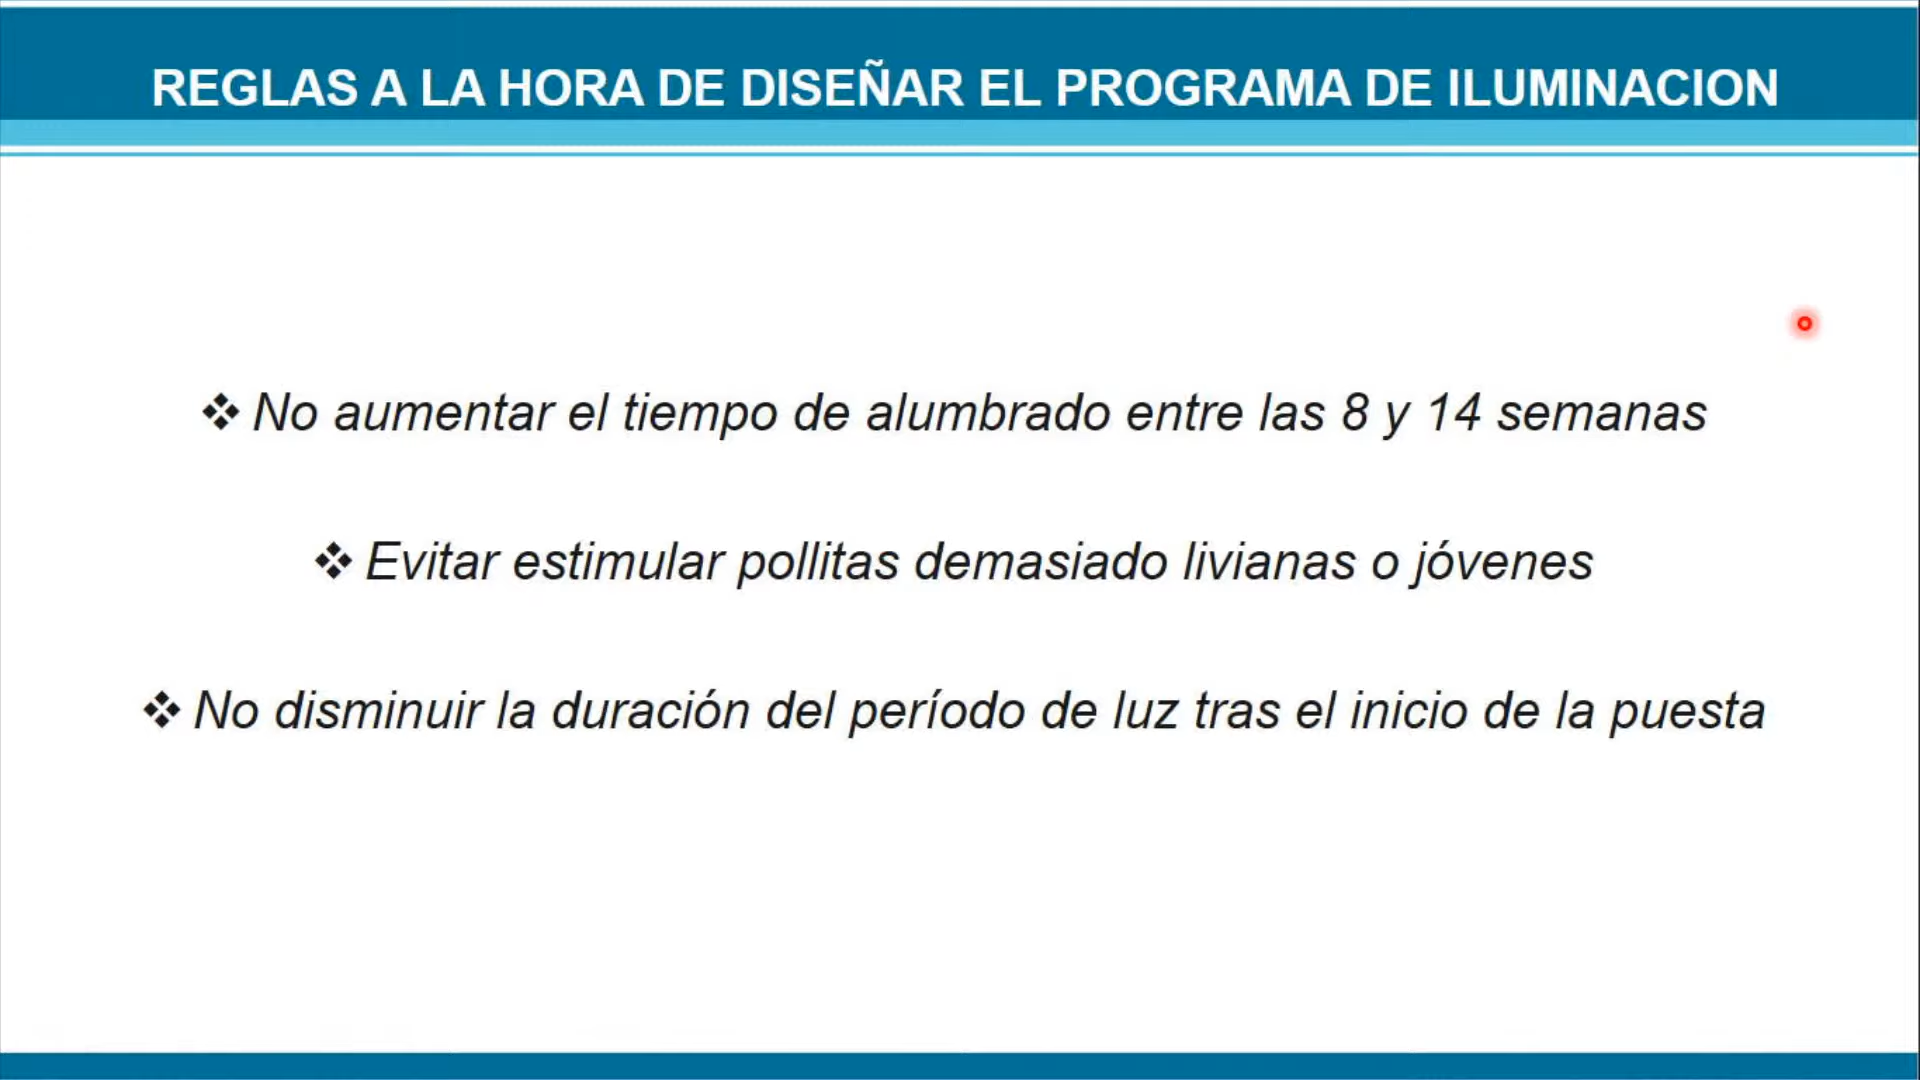 REGLAS A LA HORA DE DISEÑAR EL PROGRAMA DE ILUMINACION
❖ No aumentar el tiempo de alumbrado entre las 8 y 14 semanas
❖ Evitar estimular pollitas demasiado livianas o jóvenes
❖ No disminuir la duración del período de luz tras el inicio de la puesta